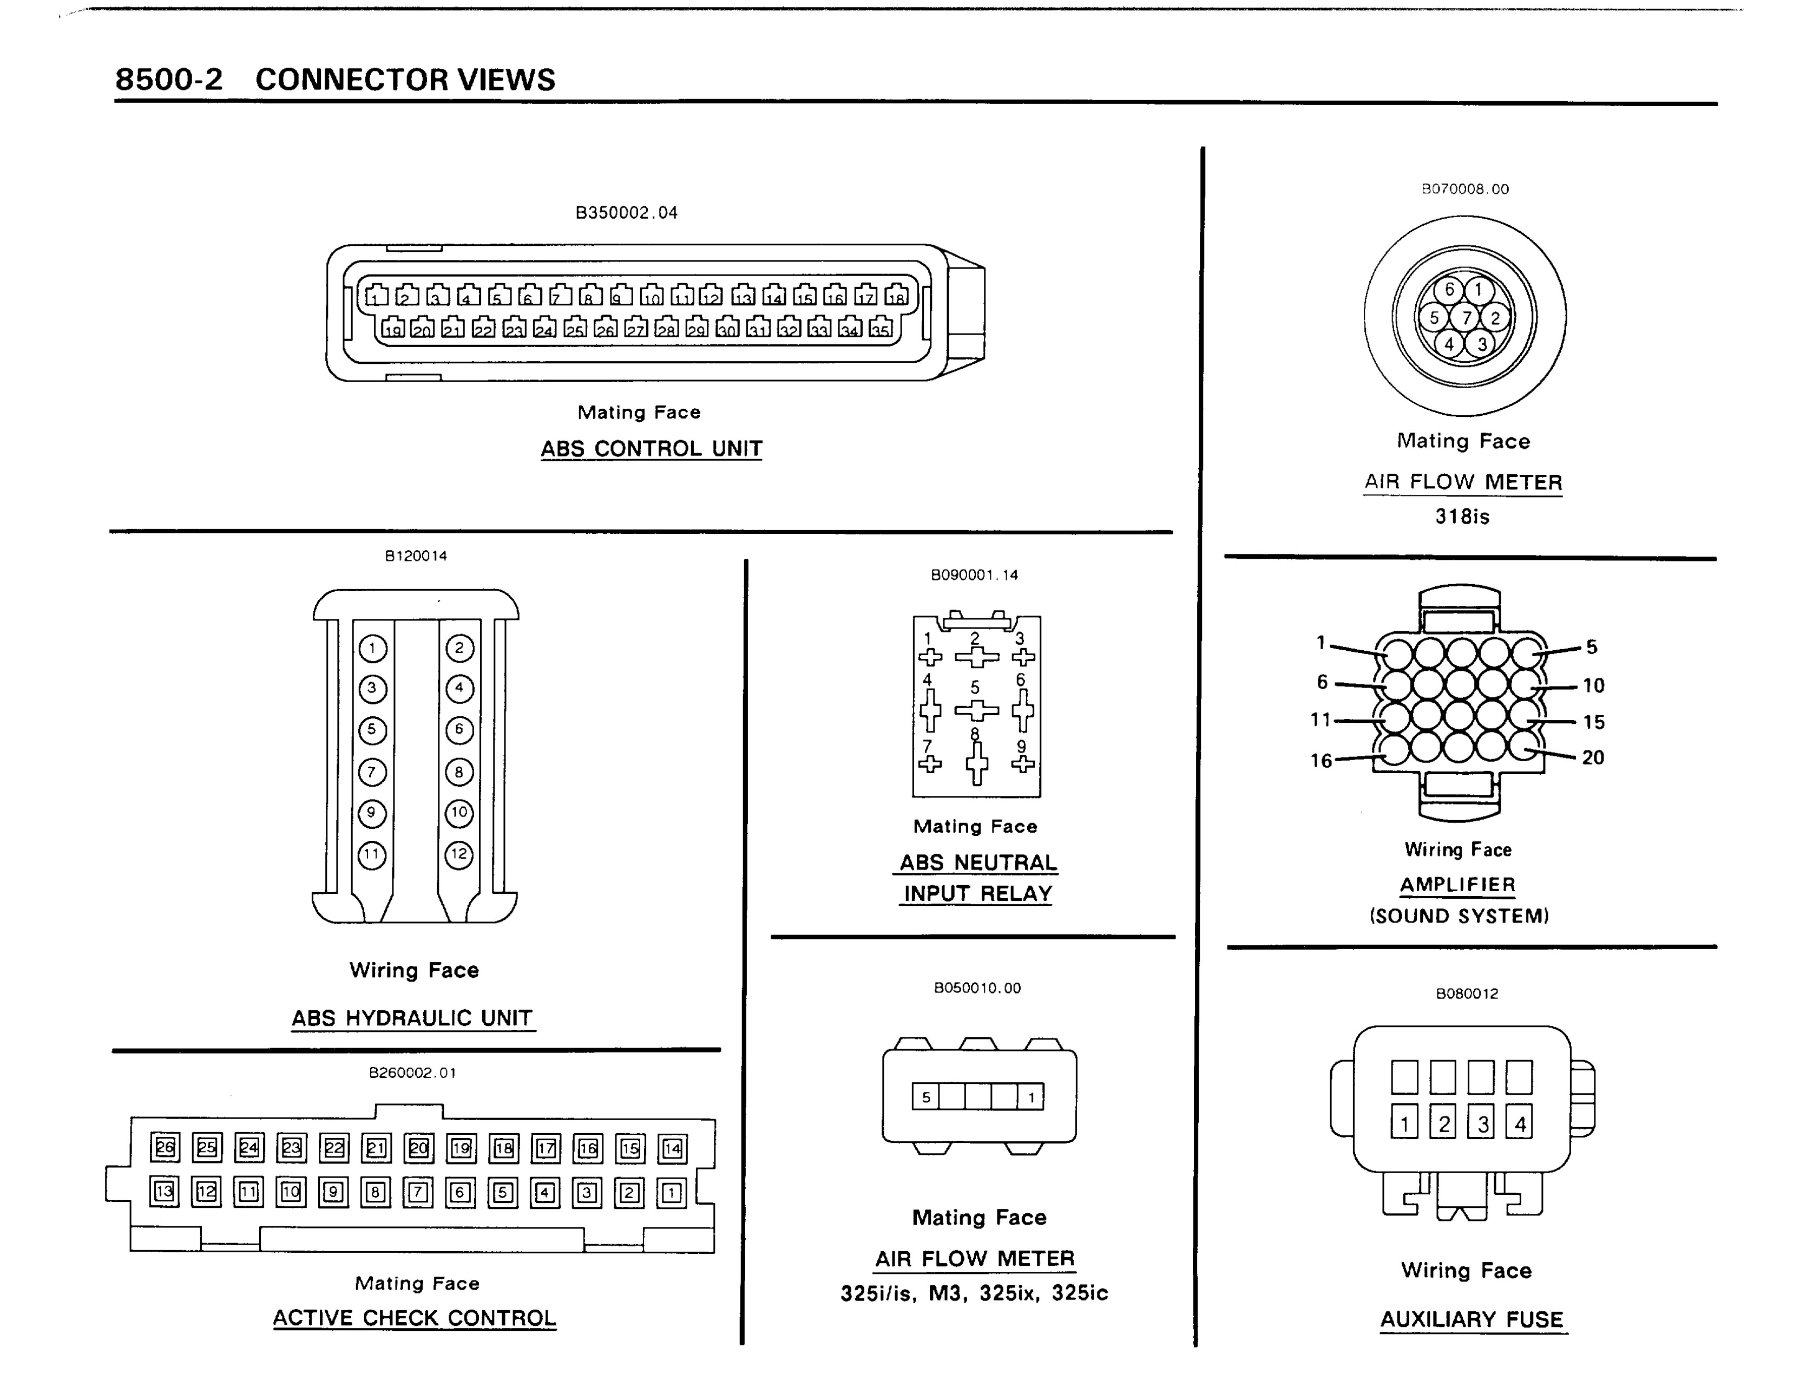 8500-2 CONNECTOR VIEWS
B350002.04
1 2 3 4 5 6 7 8 9 10 11 12 13 14 15 16 17 18
19 20 21 22 23 24 25 26 27 28 29 30 31 32 33 34 35
Mating Face
ABS CONTROL UNIT
B070008.00
6 1
5 7 2
4 3
Mating Face
AIR FLOW METER
318is
B120014
1 2
3 4
5 6
7 8
9 10
11 12
Wiring Face
ABS HYDRAULIC UNIT
B090001.14
1 2 3
4 5 6
7 8 9
Mating Face
ABS NEUTRAL
INPUT RELAY
1 5
6 10
11 15
16 20
Wiring Face
AMPLIFIER
(SOUND SYSTEM)
B260002.01
26 25 24 23 22 21 20 19 18 17 16 15 14
13 12 11 10 9 8 7 6 5 4 3 2 1
Mating Face
ACTIVE CHECK CONTROL
B050010.00
5 1
Mating Face
AIR FLOW METER
325i/is, M3, 325ix, 325ic
B080012
1 2 3 4
Wiring Face
AUXILIARY FUSE